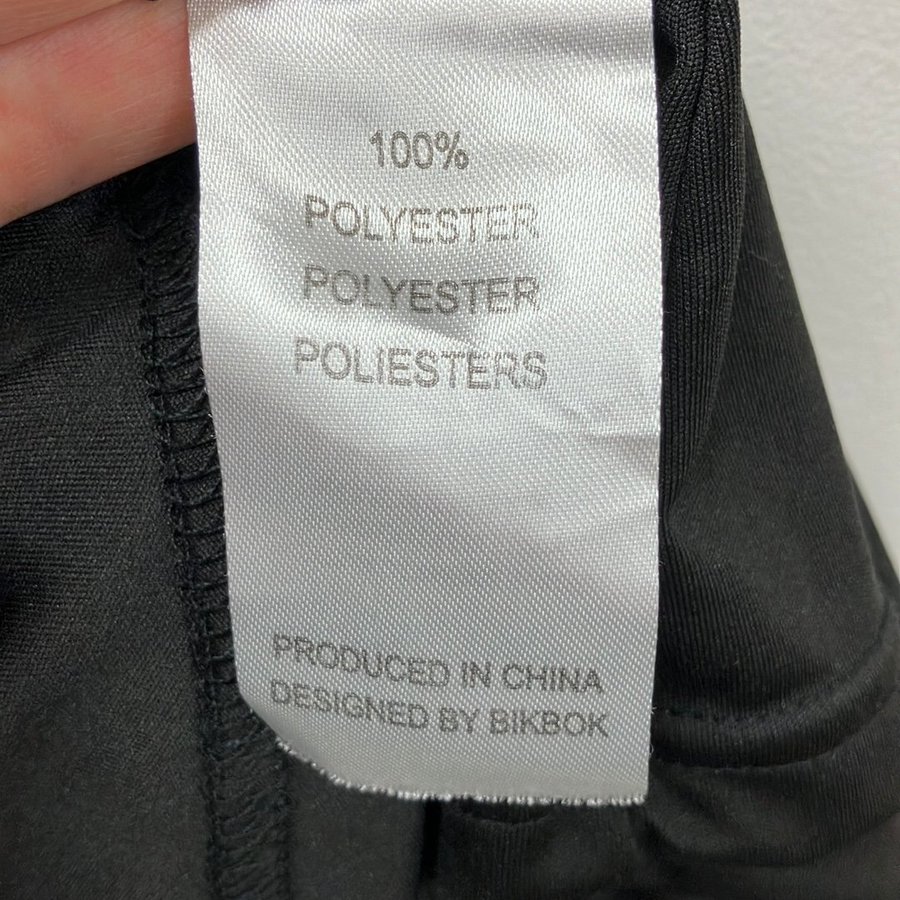 100%
POLYESTER
POLYESTER
POLIESTERS
PRODUCED IN CHINA
DESIGNED BY BIKBOK